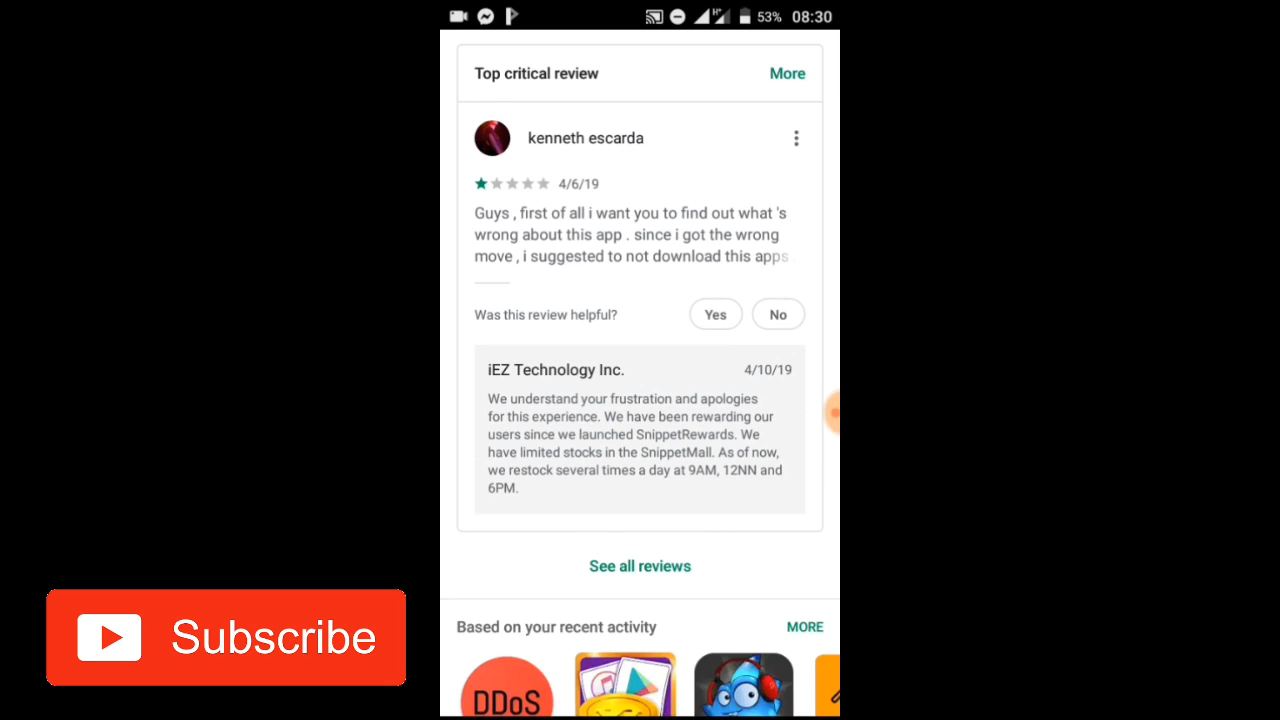 53% 08:30
Top critical review More
kenneth escarda
4/6/19
Guys , first of all i want you to find out what 's
wrong about this app . since i got the wrong
move , i suggested to not download this apps
Was this review helpful? Yes No
iEZ Technology Inc. 4/10/19
We understand your frustration and apologies
for this experience. We have been rewarding our
users since we launched SnippetRewards. We
have limited stocks in the SnippetMall. As of now,
we restock several times a day at 9AM, 12NN and
6PM.
See all reviews
Based on your recent activity MORE
DDoS
Subscribe